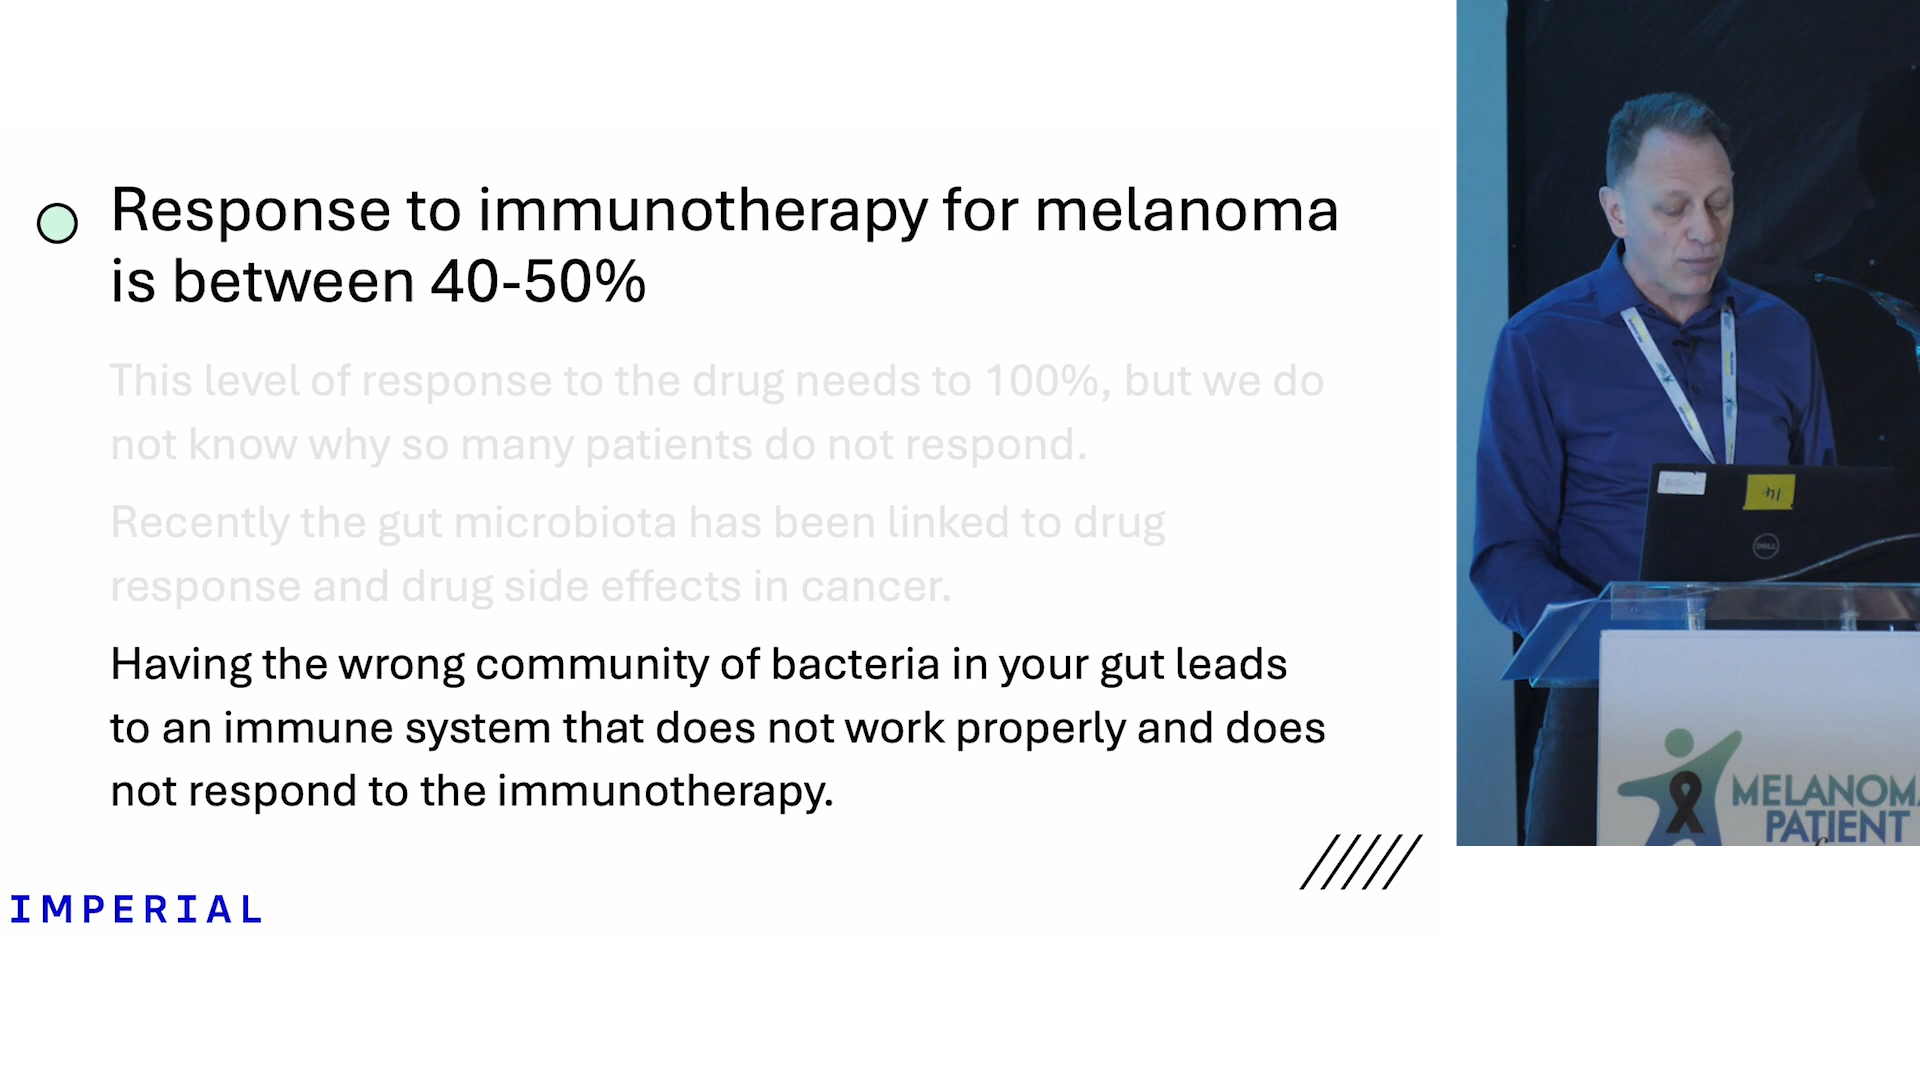 Response to immunotherapy for melanoma
is between 40-50%
This level of response to the drug needs to 100%, but we do
not know why so many patients do not respond.
Recently the gut microbiota has been linked to drug
response and drug side effects in cancer.
Having the wrong community of bacteria in your gut leads
to an immune system that does not work properly and does
not respond to the immunotherapy.
IMPERIAL
DELL
MELANOMA
PATIENT